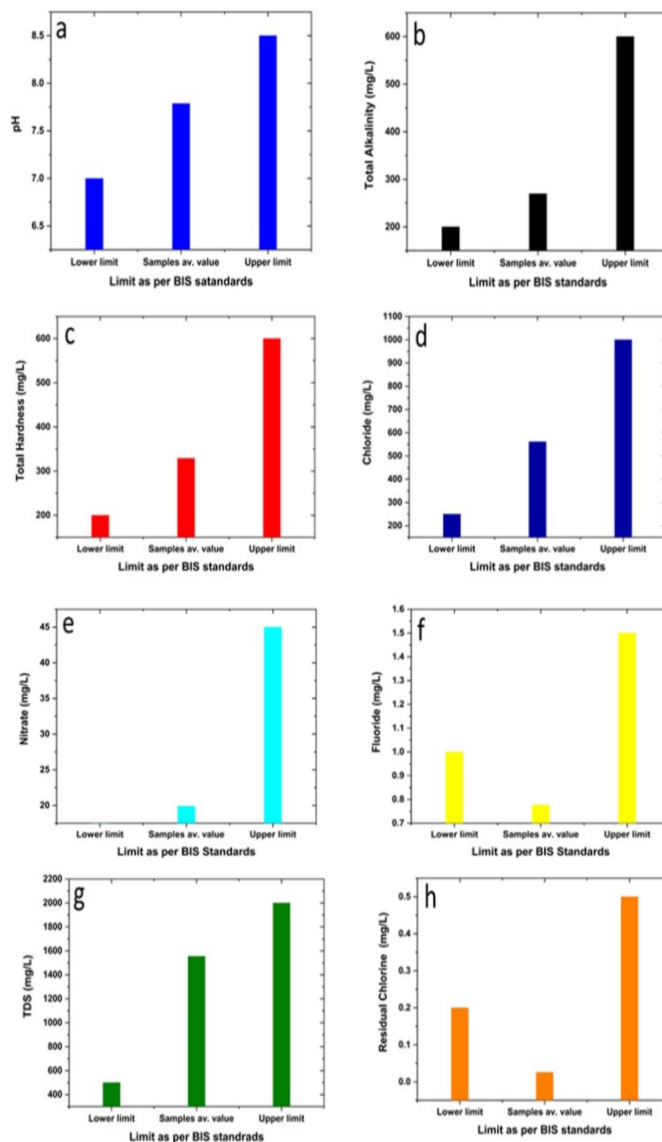 a
8.5
8.0
7.5
7.0
6.5
pH
Lower limit Samples av. value Upper limit
Limit as per BIS satandards
b
600
500
300
200
Total Alkalinity (mg/L)
Lower limit Samples av. value Upper limit
Limit as per BIS standards
c
600
500
400
300
200
Total Hardness (mg/L)
Lower limit Samples av. value Upper limit
Limit as per BIS standards
d
1100
1000
900
800
700
600
500
400
300
200
Chloride (mg/L)
Lower limit Samples av. value Upper limit
Limit as per BIS standards
e
45
40
35
25
20
Nitrate (mg/L)
Lower limit Samples av. value Upper limit
Limit as per BIS Standards
f
1.6
1.5
1.4
1.3
1.2
1.1
1.0
0.9
0.8
0.7
Fluoride (mg/L)
Lower limit Samples av. value Upper limit
Limit as per BIS Standards
g
2200
2000
1800
1600
1400
1200
1000
800
600
400
TDS (mg/L)
Lower limit Samples av. value Upper limit
Limit as per BIS standrads
h
0.5
0.4
0.3
0.2
0.1
0.0
Residual Chlorine (mg/L)
Lower limit Samples av. value Upper limit
Limit as per BIS standards